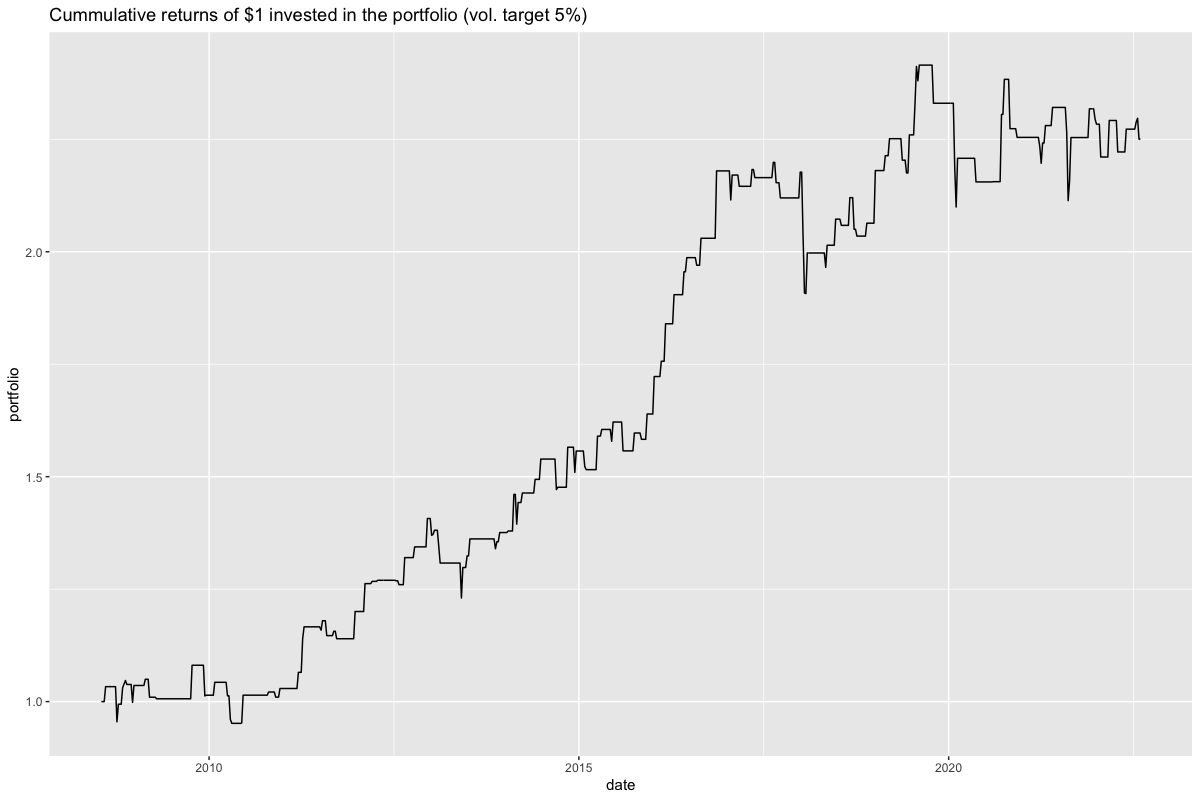 Cummulative returns of $1 invested in the portfolio (vol. target 5%)
portfolio
2.0
1.5
1.0
2010
2015
2020
date